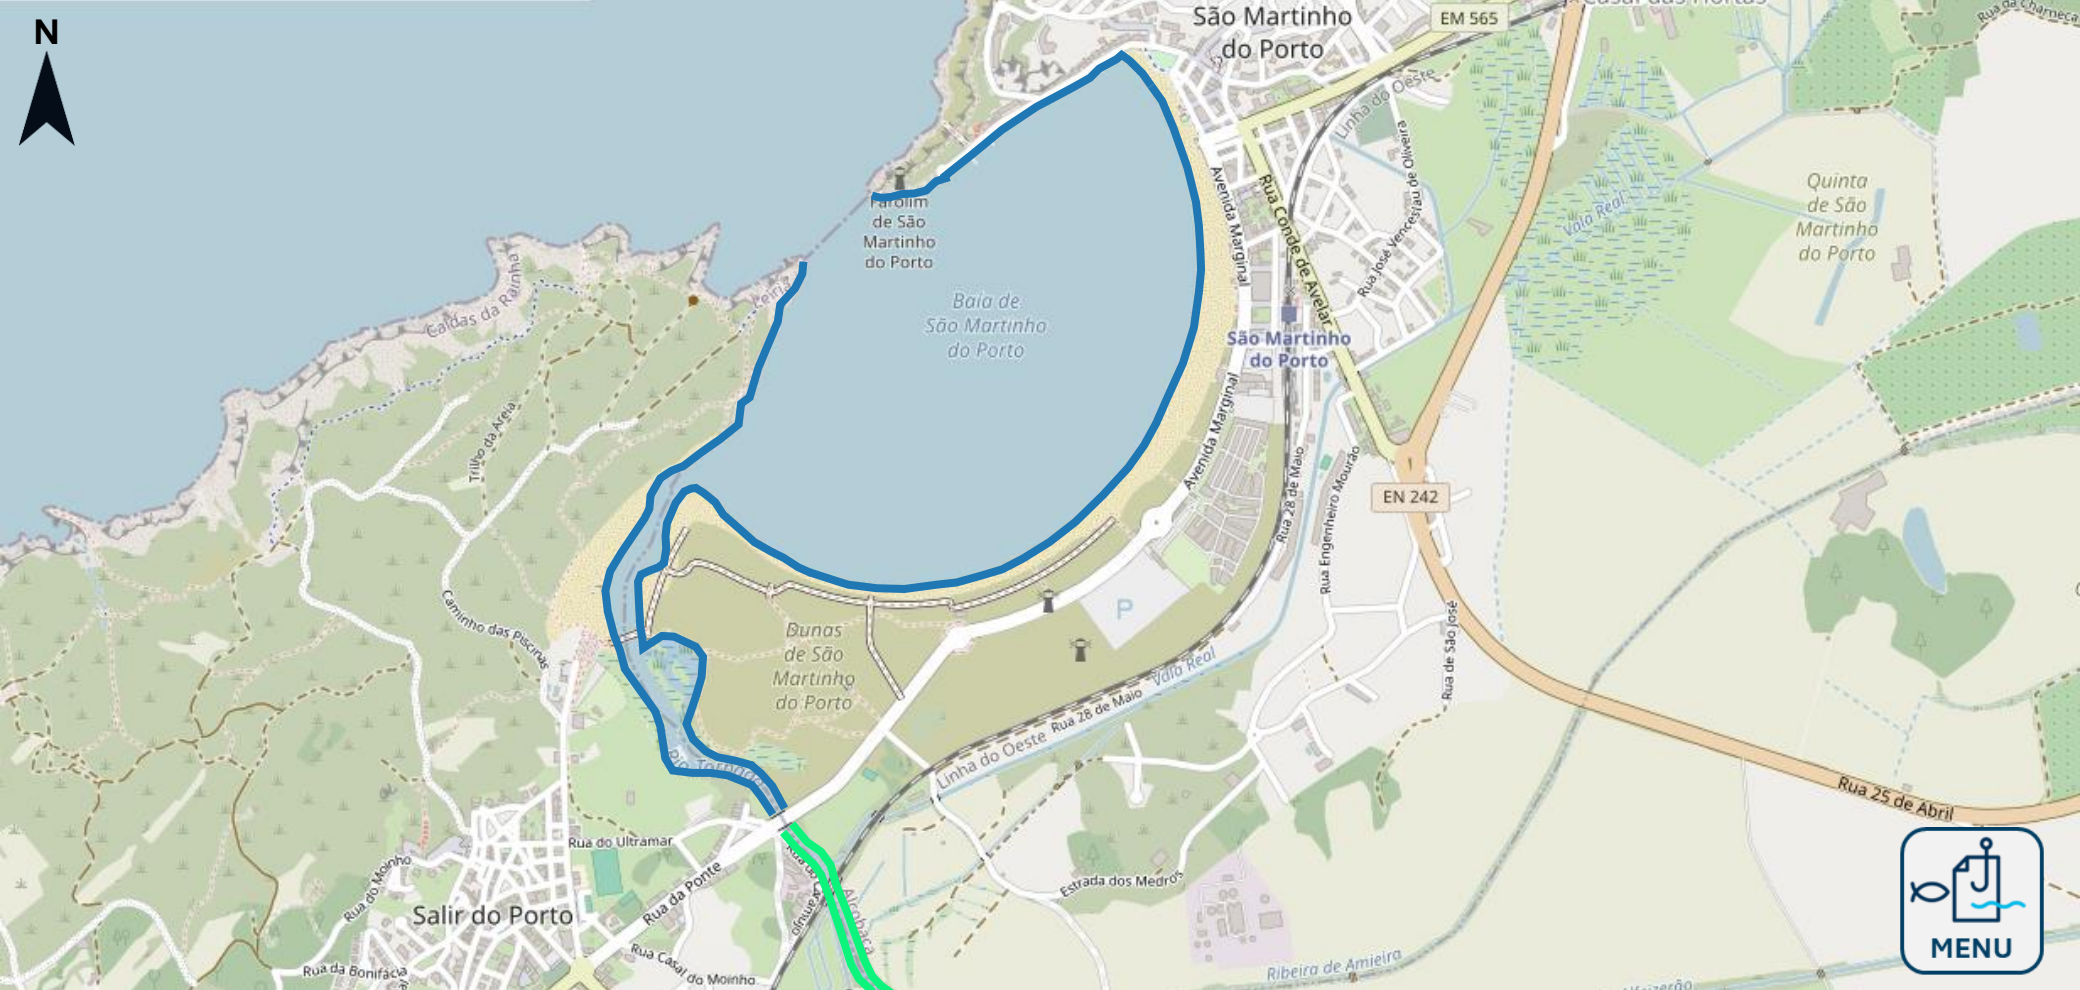 N
São Martinho
do Porto
EM 565
Linha do Oeste
Rua José Venceslau de Oliveira
Vala Real
Quinta
de São
Martinho
do Porto
Farolim
de São
Martinho
do Porto
Avenida Marginal
Rua Conde de Avelar
Caldas da Rainha
Leiria
Baía de
São Martinho
do Porto
São Martinho
do Porto
Trilho da Areia
Avenida Marginal
Rua 28 de Maio
Rua Engenheiro Mourão
EN 242
Caminho das Piscinas
P
Dunas
de São
Martinho
do Porto
Rua de São José
Vala Real
Rua 28 de Maio
Linha do Oeste
Rio Tornada
Rua 25 de Abril
Rua do Ultramar
Rua da Ponte
Rua do Moinho
Estrada dos Medros
Alcobaça
Salir do Porto
Rua da Bonifácia
Rua Casal do Moinho
Ribeira de Amieira
MENU